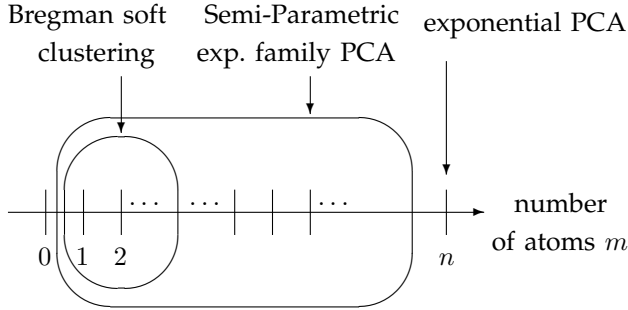 Bregman soft
clustering
Semi-Parametric
exp. family PCA
exponential PCA
... ... ...
0 1 2 n
number
of atoms m